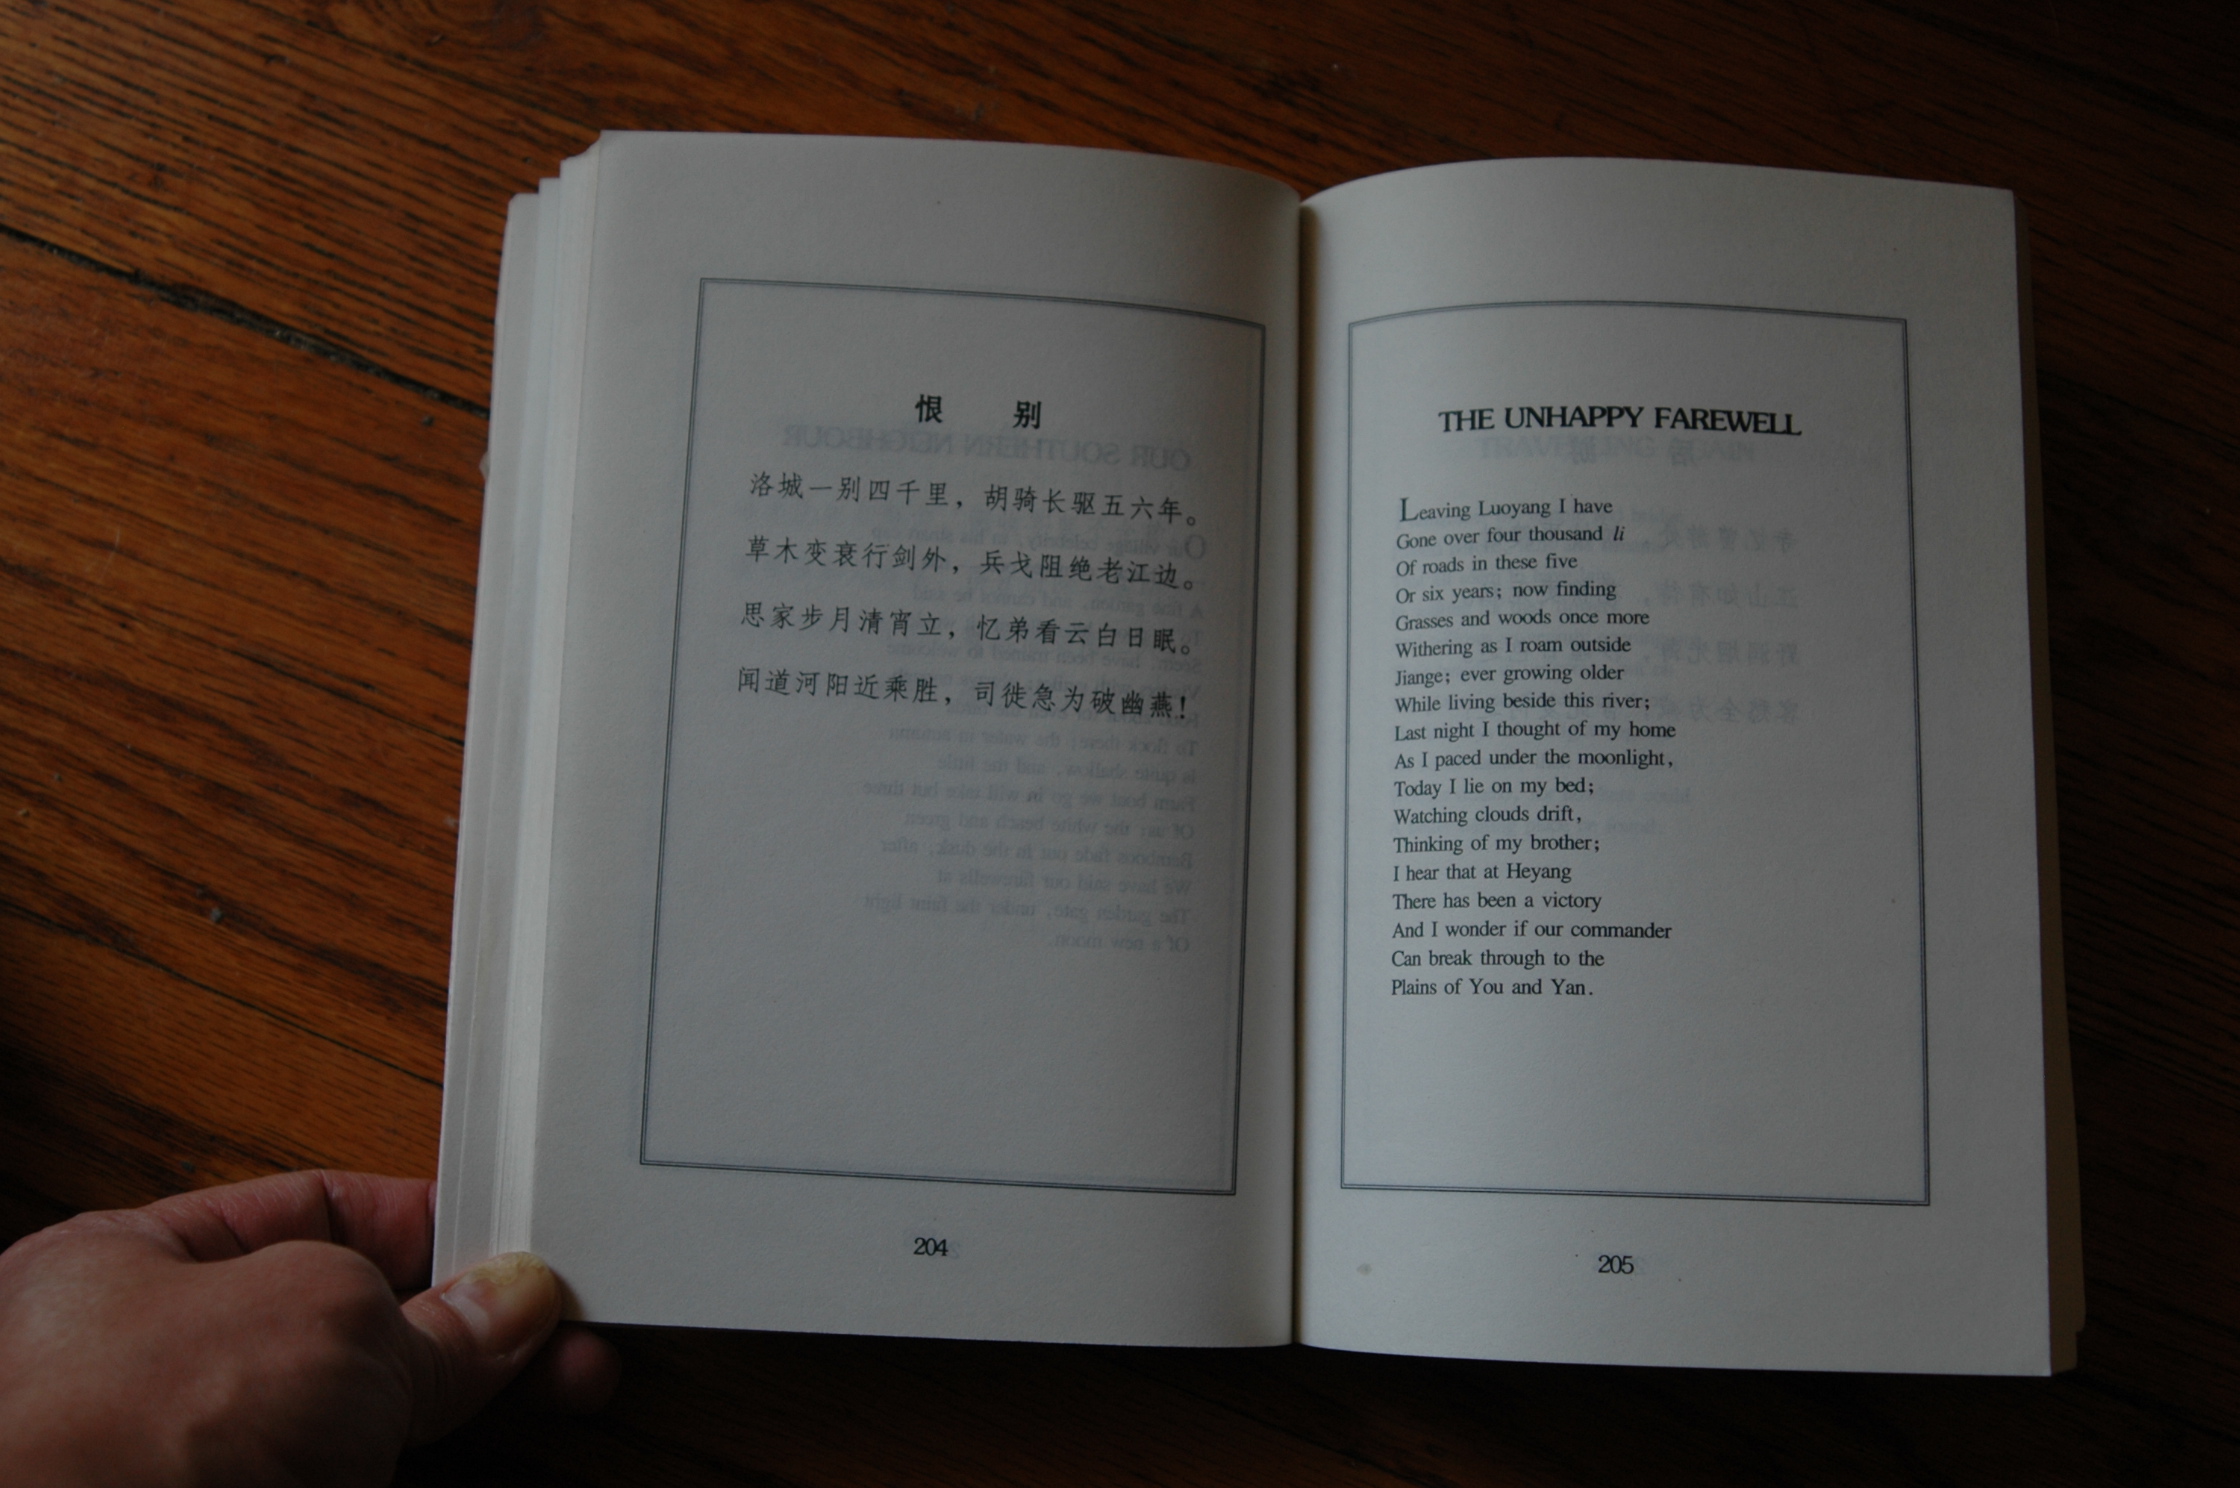 恨 别
洛城一别四千里，胡骑长驱五六年。
草木变衰行剑外，兵戈阻绝老江边。
思家步月清宵立，忆弟看云白日眠。
闻道河阳近乘胜，司徒急为破幽燕！
204
THE UNHAPPY FAREWELL
Leaving Luoyang I have
Gone over four thousand li
Of roads in these five
Or six years; now finding
Grasses and woods once more
Withering as I roam outside
Jiange; ever growing older
While living beside this river;
Last night I thought of my home
As I paced under the moonlight,
Today I lie on my bed;
Watching clouds drift,
Thinking of my brother;
I hear that at Heyang
There has been a victory
And I wonder if our commander
Can break through to the
Plains of You and Yan.
205